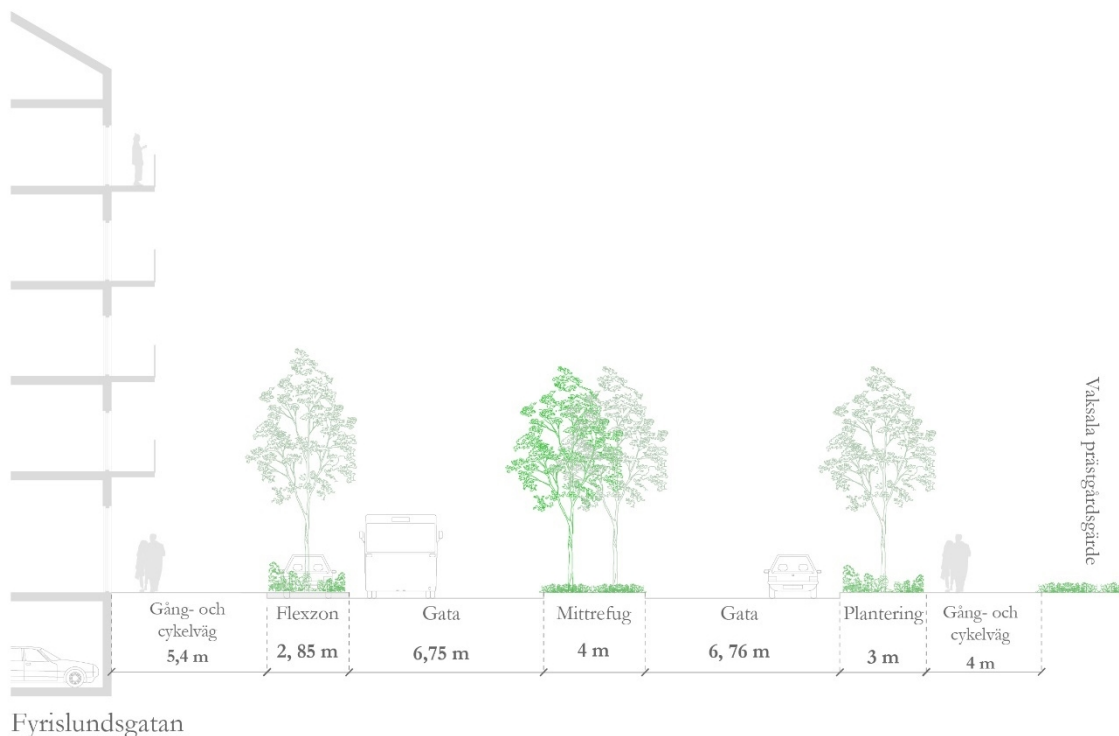 Vaksala prästgårdsgärde
Gång- och
cykelväg
5,4 m
Flexzon
2, 85 m
Gata
6,75 m
Mittrefug
4 m
Gata
6, 76 m
Plantering
3 m
Gång- och
cykelväg
4 m
Fyrislundsgatan